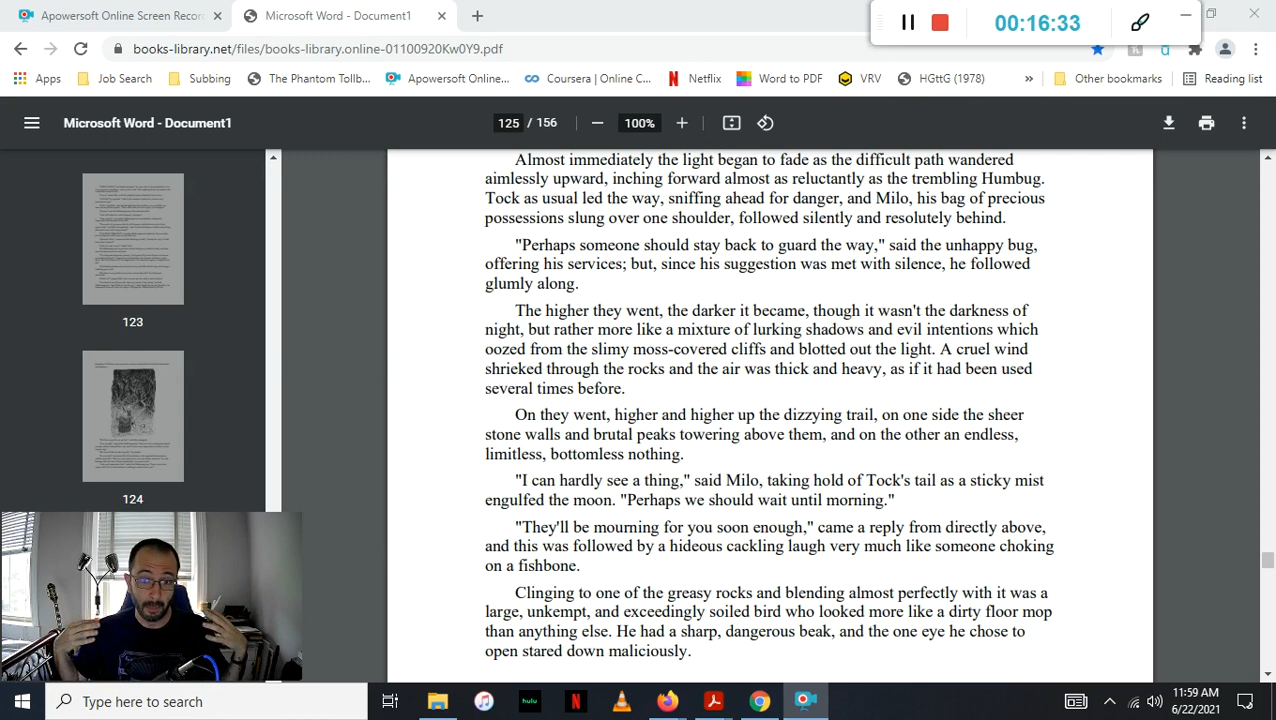 Apowersoft Online Screen Recor
Microsoft Word - Document1
00:16:33
books-library.net/files/books-library.online-01100920Kw0Y9.pdf
Apps
Job Search
Subbing
The Phantom Tollb...
Apowersoft Online...
Coursera | Online C...
Netflix
Word to PDF
VRV
HGttG (1978)
»
Other bookmarks
Reading list
Microsoft Word - Document1
125 / 156
100%
123
124
Almost immediately the light began to fade as the difficult path wandered
aimlessly upward, inching forward almost as reluctantly as the trembling Humbug.
Tock as usual led the way, sniffing ahead for danger, and Milo, his bag of precious
possessions slung over one shoulder, followed silently and resolutely behind.
"Perhaps someone should stay back to guard the way," said the unhappy bug,
offering his services; but, since his suggestion was met with silence, he followed
glumly along.
The higher they went, the darker it became, though it wasn't the darkness of
night, but rather more like a mixture of lurking shadows and evil intentions which
oozed from the slimy moss-covered cliffs and blotted out the light. A cruel wind
shrieked through the rocks and the air was thick and heavy, as if it had been used
several times before.
On they went, higher and higher up the dizzying trail, on one side the sheer
stone walls and brutal peaks towering above them, and on the other an endless,
limitless, bottomless nothing.
"I can hardly see a thing," said Milo, taking hold of Tock's tail as a sticky mist
engulfed the moon. "Perhaps we should wait until morning."
"They'll be mourning for you soon enough," came a reply from directly above,
and this was followed by a hideous cackling laugh very much like someone choking
on a fishbone.
Clinging to one of the greasy rocks and blending almost perfectly with it was a
large, unkempt, and exceedingly soiled bird who looked more like a dirty floor mop
than anything else. He had a sharp, dangerous beak, and the one eye he chose to
open stared down maliciously.
Type here to search
hulu
11:59 AM
6/22/2021